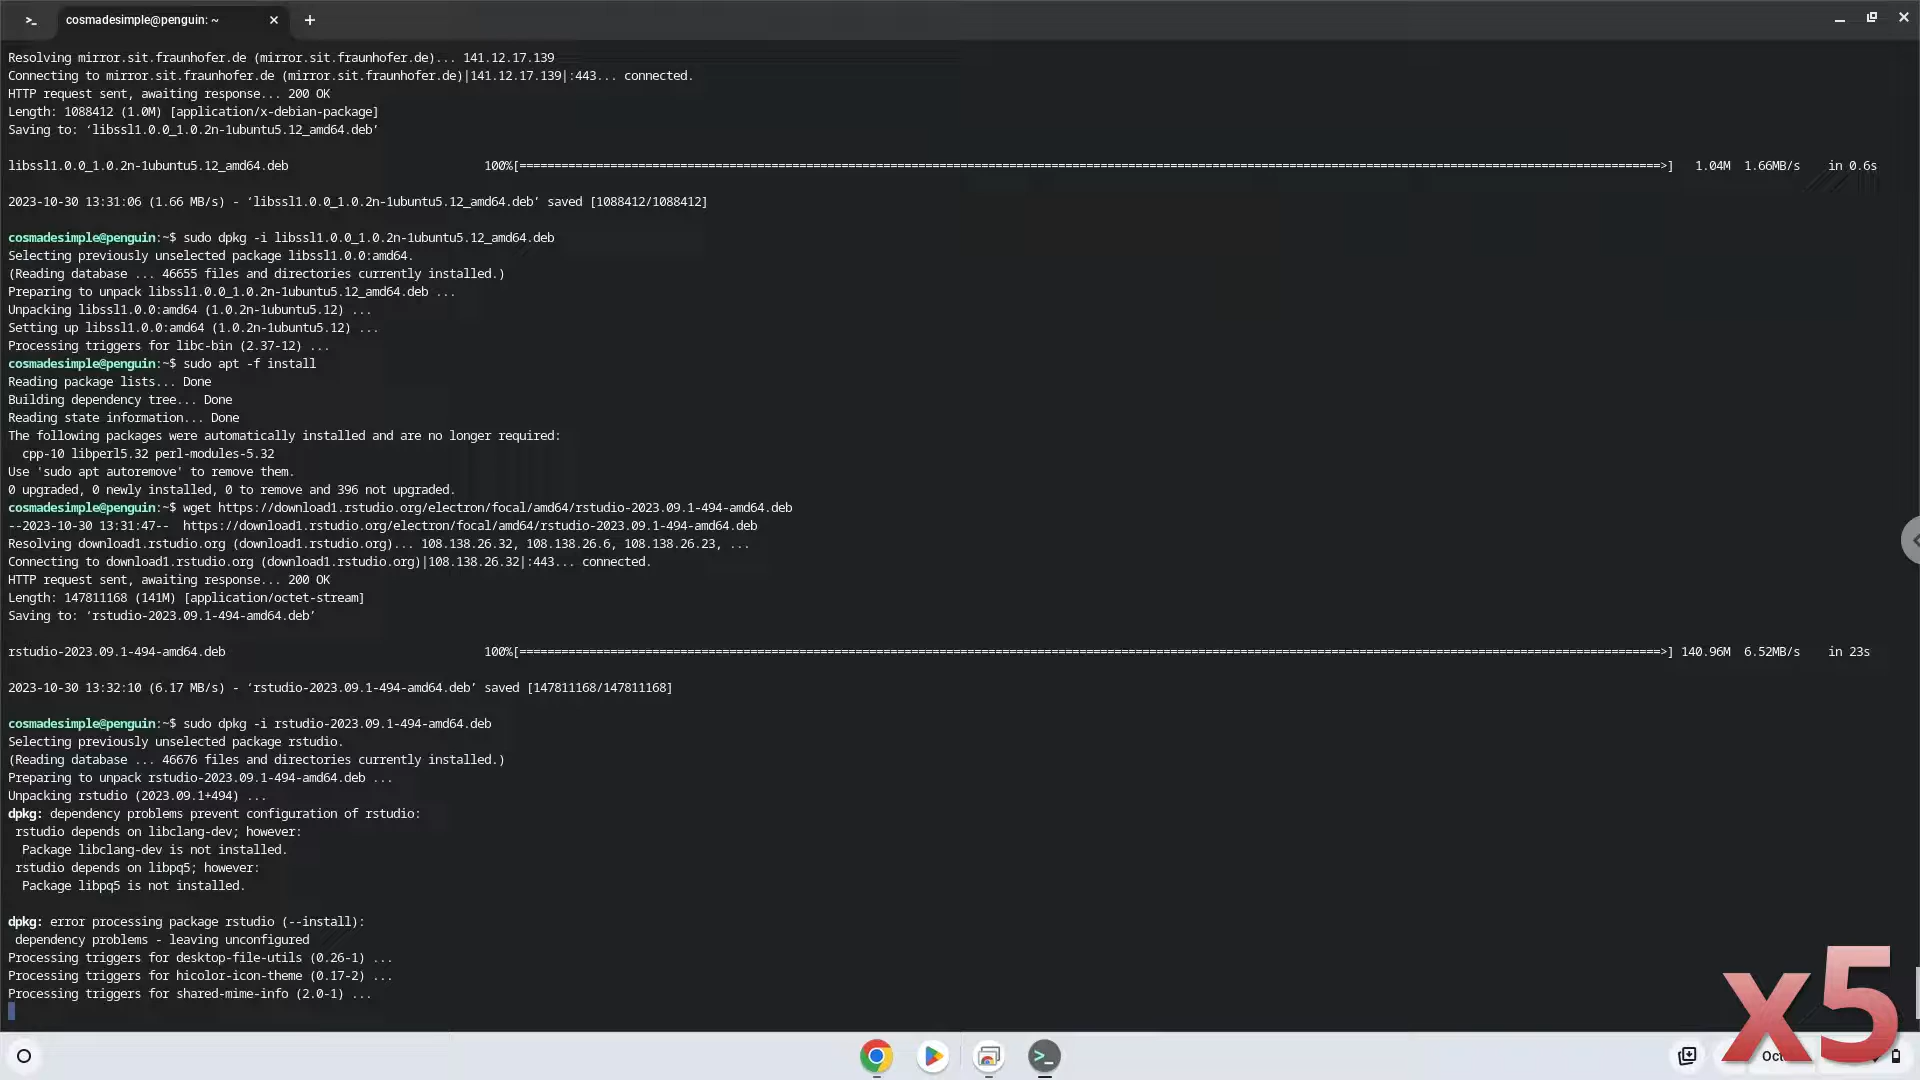 cosmadesimple@penguin: ~
Resolving mirror.sit.fraunhofer.de (mirror.sit.fraunhofer.de)... 141.12.17.139
Connecting to mirror.sit.fraunhofer.de (mirror.sit.fraunhofer.de)|141.12.17.139|:443... connected.
HTTP request sent, awaiting response... 200 OK
Length: 1088412 (1.0M) [application/x-debian-package]
Saving to: ‘libssl1.0.0_1.0.2n-1ubuntu5.12_amd64.deb’
libssl1.0.0_1.0.2n-1ubuntu5.12_amd64.deb 100%[===================>] 1.04M 1.66MB/s in 0.6s
2023-10-30 13:31:06 (1.66 MB/s) - ‘libssl1.0.0_1.0.2n-1ubuntu5.12_amd64.deb’ saved [1088412/1088412]
cosmadesimple@penguin:~$ sudo dpkg -i libssl1.0.0_1.0.2n-1ubuntu5.12_amd64.deb
Selecting previously unselected package libssl1.0.0:amd64.
(Reading database ... 46655 files and directories currently installed.)
Preparing to unpack libssl1.0.0_1.0.2n-1ubuntu5.12_amd64.deb ...
Unpacking libssl1.0.0:amd64 (1.0.2n-1ubuntu5.12) ...
Setting up libssl1.0.0:amd64 (1.0.2n-1ubuntu5.12) ...
Processing triggers for libc-bin (2.37-12) ...
cosmadesimple@penguin:~$ sudo apt -f install
Reading package lists... Done
Building dependency tree... Done
Reading state information... Done
The following packages were automatically installed and are no longer required:
cpp-10 libperl5.32 perl-modules-5.32
Use 'sudo apt autoremove' to remove them.
0 upgraded, 0 newly installed, 0 to remove and 396 not upgraded.
cosmadesimple@penguin:~$ wget https://download1.rstudio.org/electron/focal/amd64/rstudio-2023.09.1-494-amd64.deb
--2023-10-30 13:31:47-- https://download1.rstudio.org/electron/focal/amd64/rstudio-2023.09.1-494-amd64.deb
Resolving download1.rstudio.org (download1.rstudio.org)... 108.138.26.32, 108.138.26.6, 108.138.26.23, ...
Connecting to download1.rstudio.org (download1.rstudio.org)|108.138.26.32|:443... connected.
HTTP request sent, awaiting response... 200 OK
Length: 147811168 (141M) [application/octet-stream]
Saving to: ‘rstudio-2023.09.1-494-amd64.deb’
rstudio-2023.09.1-494-amd64.deb 100%[===================>] 140.96M 6.52MB/s in 23s
2023-10-30 13:32:10 (6.17 MB/s) - ‘rstudio-2023.09.1-494-amd64.deb’ saved [147811168/147811168]
cosmadesimple@penguin:~$ sudo dpkg -i rstudio-2023.09.1-494-amd64.deb
Selecting previously unselected package rstudio.
(Reading database ... 46676 files and directories currently installed.)
Preparing to unpack rstudio-2023.09.1-494-amd64.deb ...
Unpacking rstudio (2023.09.1+494) ...
dpkg: dependency problems prevent configuration of rstudio:
rstudio depends on libclang-dev; however:
Package libclang-dev is not installed.
rstudio depends on libpq5; however:
Package libpq5 is not installed.
dpkg: error processing package rstudio (--install):
dependency problems - leaving unconfigured
Processing triggers for desktop-file-utils (0.26-1) ...
Processing triggers for hicolor-icon-theme (0.17-2) ...
Processing triggers for shared-mime-info (2.0-1) ...
x5
Oct